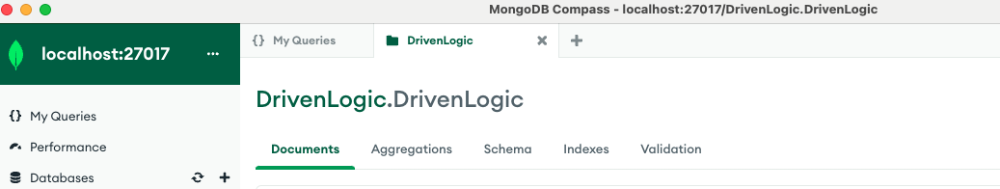 MongoDB Compass - localhost:27017/DrivenLogic.DrivenLogic
localhost:27017 ...
{} My Queries
DrivenLogic
DrivenLogic.DrivenLogic
{} My Queries
Performance
Databases
Documents Aggregations Schema Indexes Validation